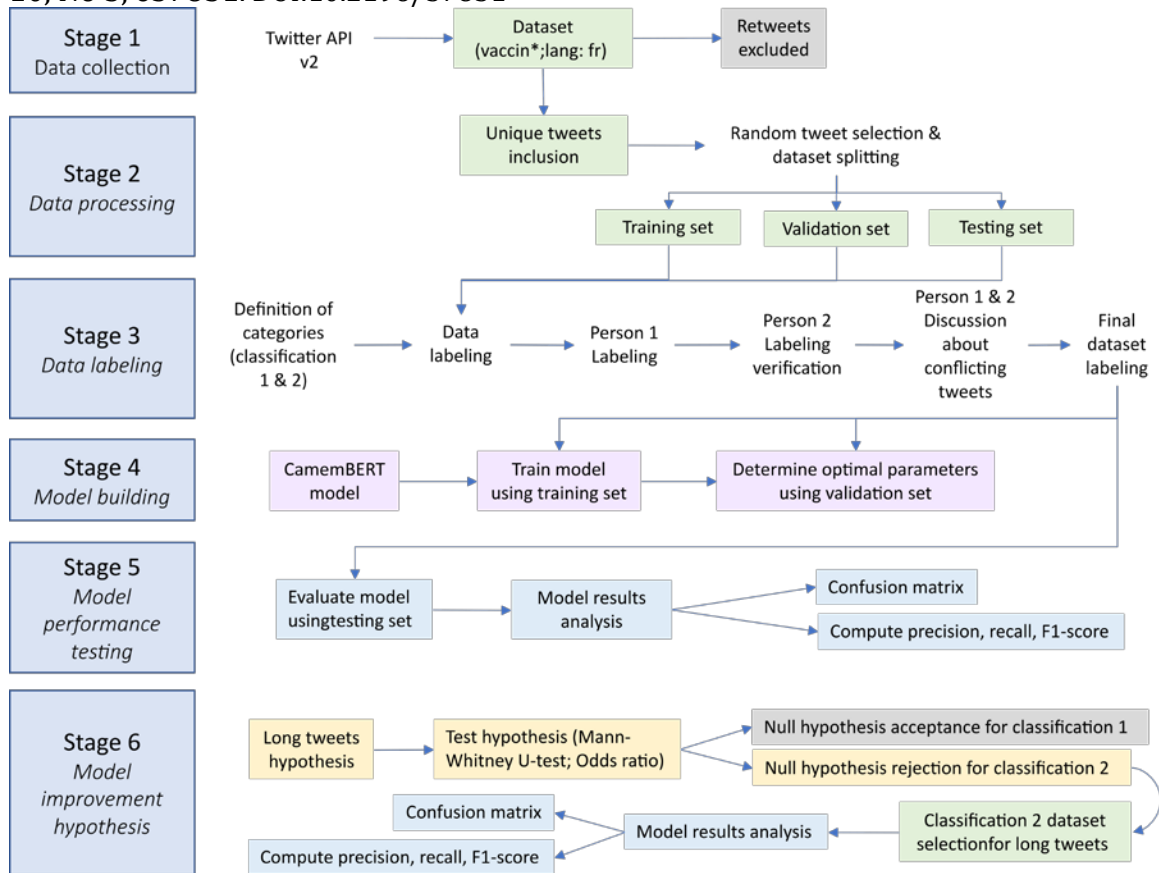 Stage 1
Data collection
Twitter API
v2
Dataset
(vaccin*;lang: fr)
Retweets
excluded
Stage 2
Data processing
Unique tweets
inclusion
Random tweet selection &
dataset splitting
Training set
Validation set
Testing set
Stage 3
Data labeling
Definition of
categories
(classification
1 & 2)
Data
labeling
Person 1
Labeling
Person 2
Labeling
verification
Person 1 & 2
Discussion
about
conflicting
tweets
Final
dataset
labeling
Stage 4
Model building
CamemBERT
model
Train model
using training set
Determine optimal parameters
using validation set
Stage 5
Model
performance
testing
Evaluate model
usingtesting set
Model results
analysis
Confusion matrix
Compute precision, recall, F1-score
Stage 6
Model
improvement
hypothesis
Long tweets
hypothesis
Test hypothesis (Mann-
Whitney U-test; Odds ratio)
Null hypothesis acceptance for classification 1
Null hypothesis rejection for classification 2
Classification 2 dataset
selectionfor long tweets
Model results analysis
Confusion matrix
Compute precision, recall, F1-score